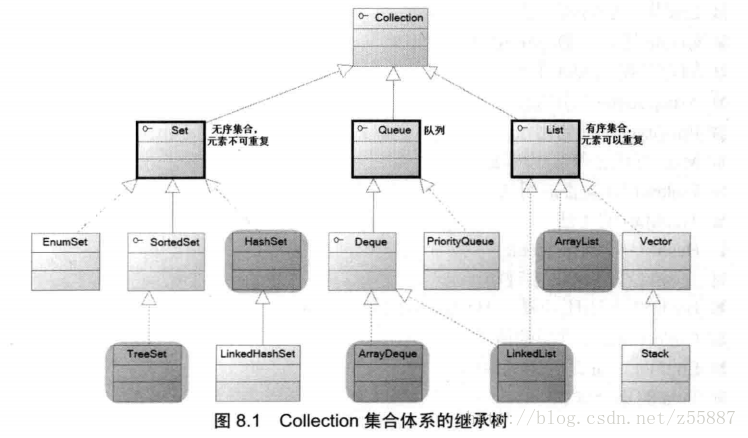 Collection
Set
无序集合,
元素不可重复
Queue
队列
List
有序集合,
元素可以重复
EnumSet
SortedSet
HashSet
Deque
PriorityQueue
ArrayList
Vector
TreeSet
LinkedHashSet
ArrayDeque
LinkedList
Stack
图 8.1 Collection 集合体系的继承树
https://blog.csdn.net/z55887